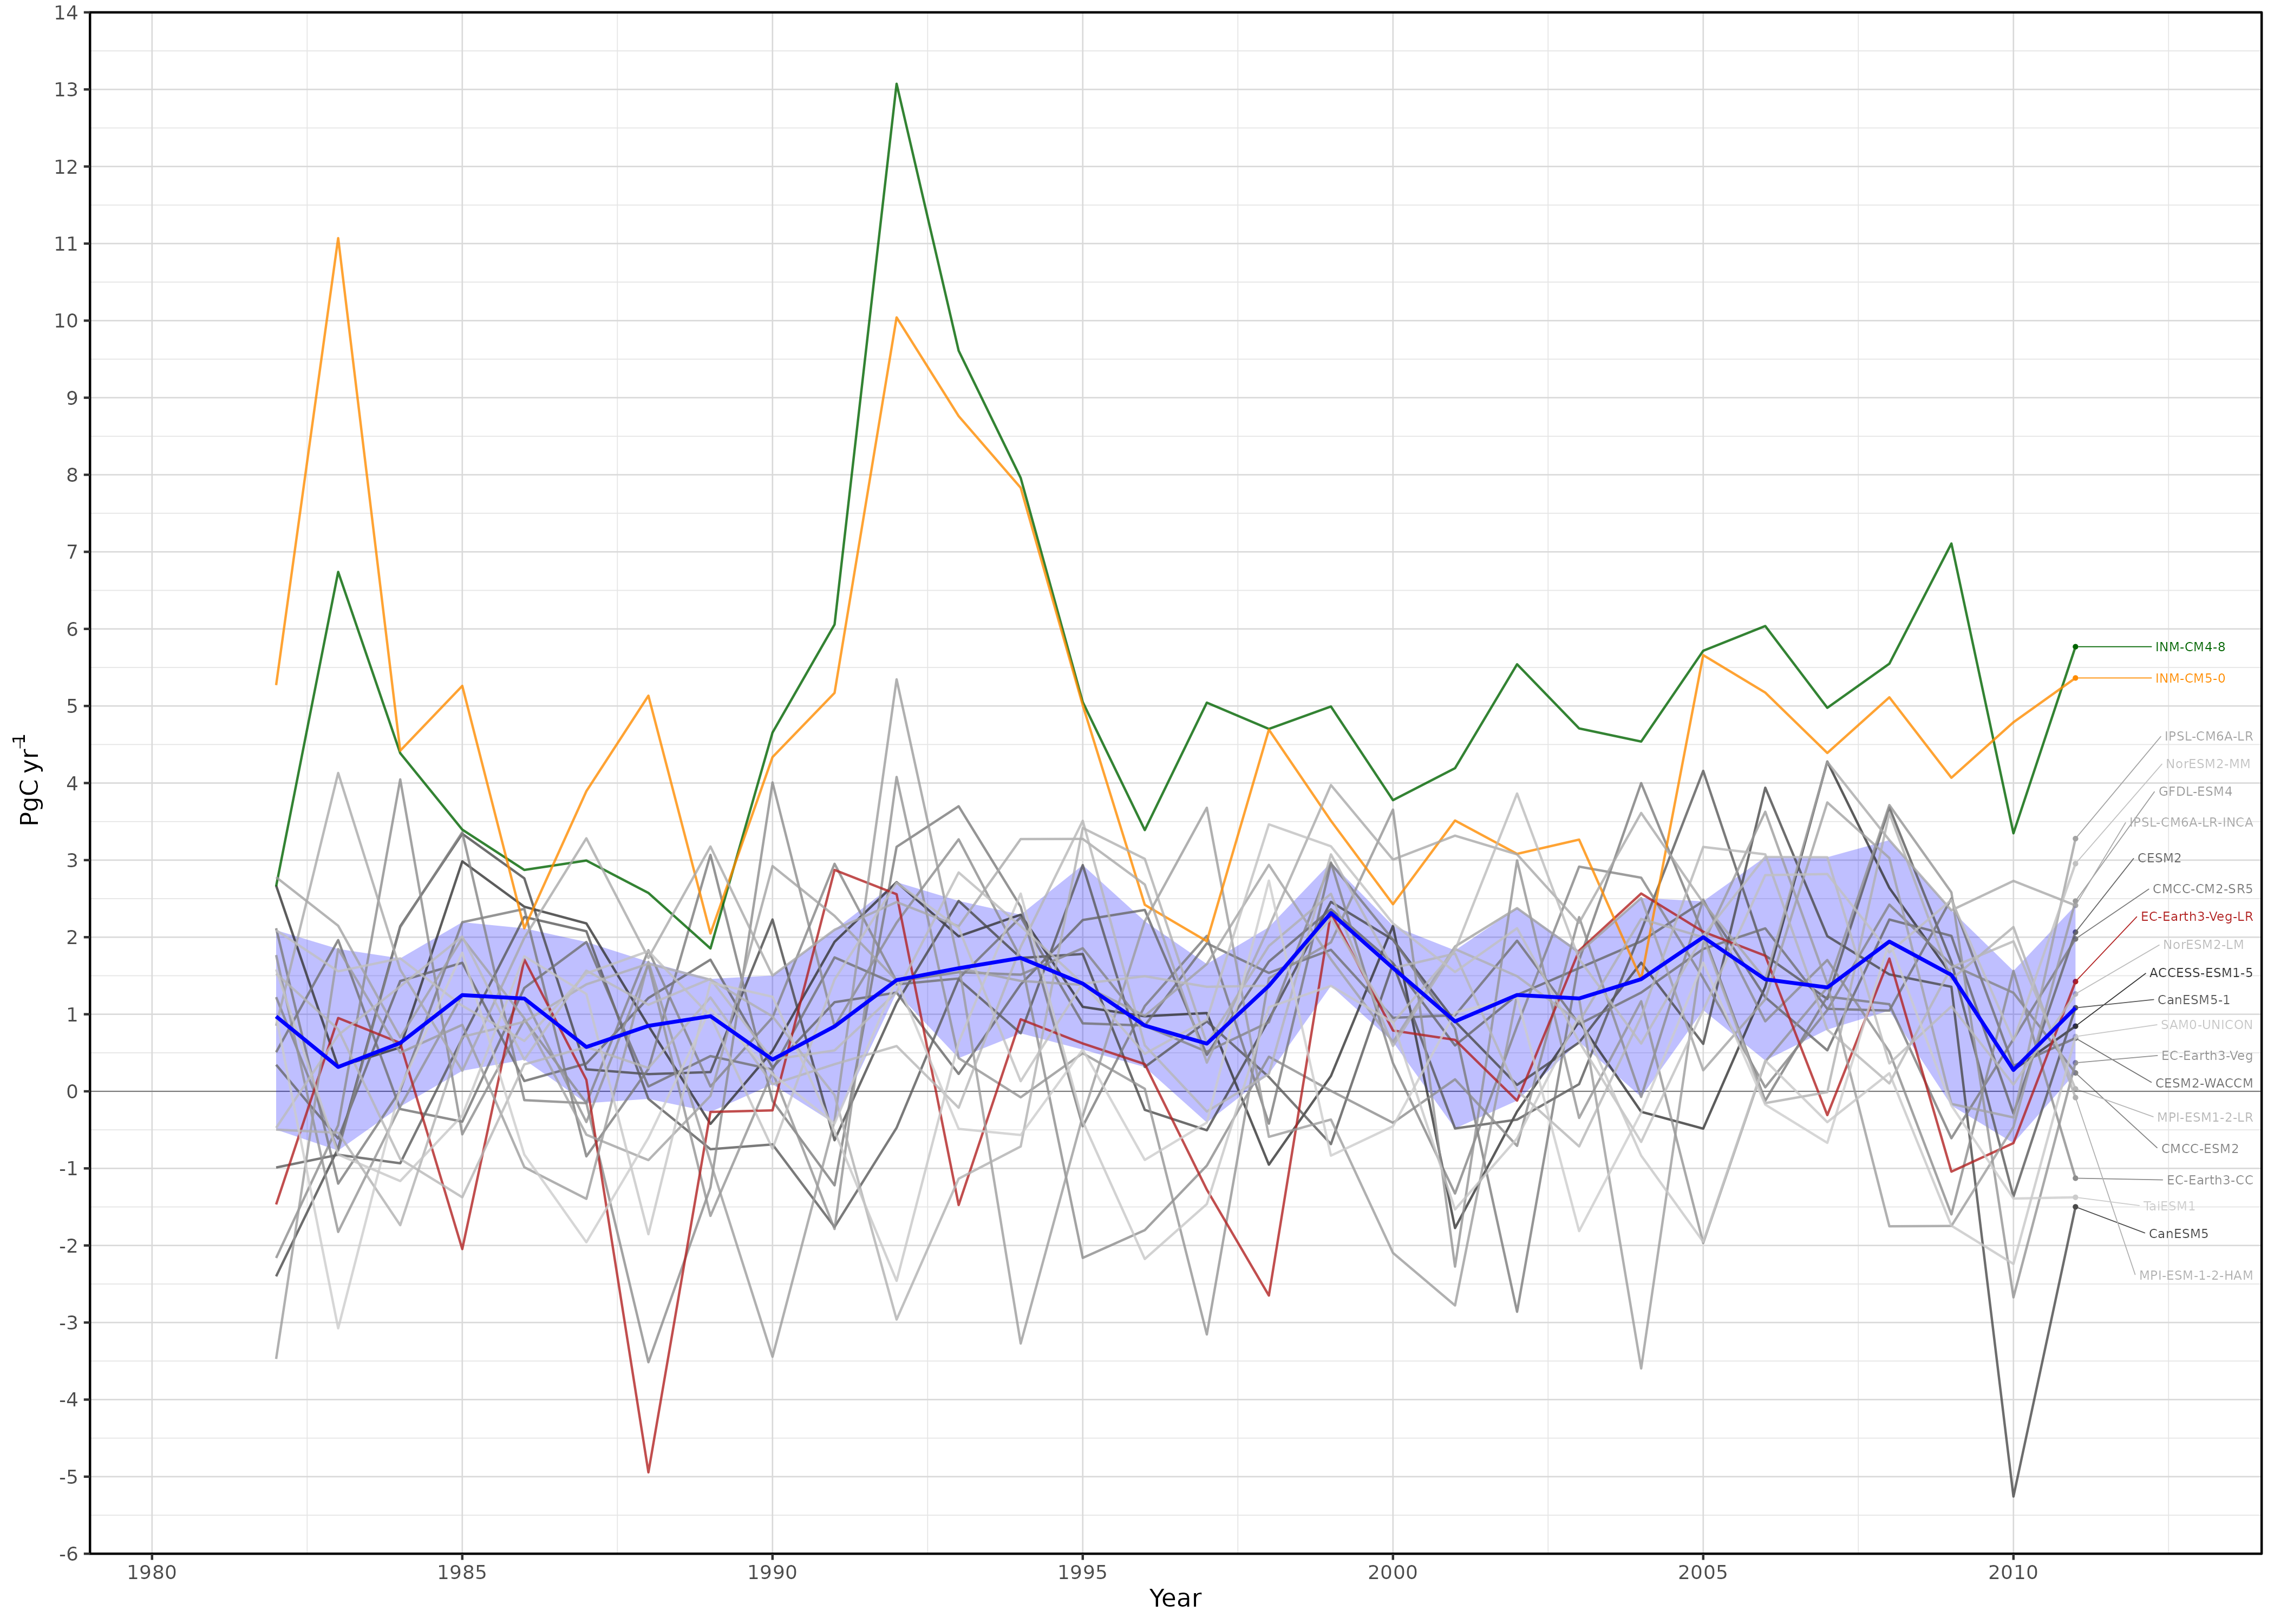 14
13
12
11
10
9
8
7
6
5
4
3
2
1
0
-1
-2
-3
-4
-5
-6
PgC yr⁻¹
1980
1985
1990
1995
2000
2005
2010
Year
INM-CM4-8
INM-CM5-0
IPSL-CM6A-LR
NorESM2-MM
GFDL-ESM4
IPSL-CM6A-LR-INCA
CESM2
CMCC-CM2-SR5
EC-Earth3-Veg-LR
NorESM2-LM
ACCESS-ESM1-5
CanESM5-1
SAM0-UNICON
EC-Earth3-Veg
CESM2-WACCM
MPI-ESM1-2-LR
CMCC-ESM2
EC-Earth3-CC
TaiESM1
CanESM5
MPI-ESM-1-2-HAM